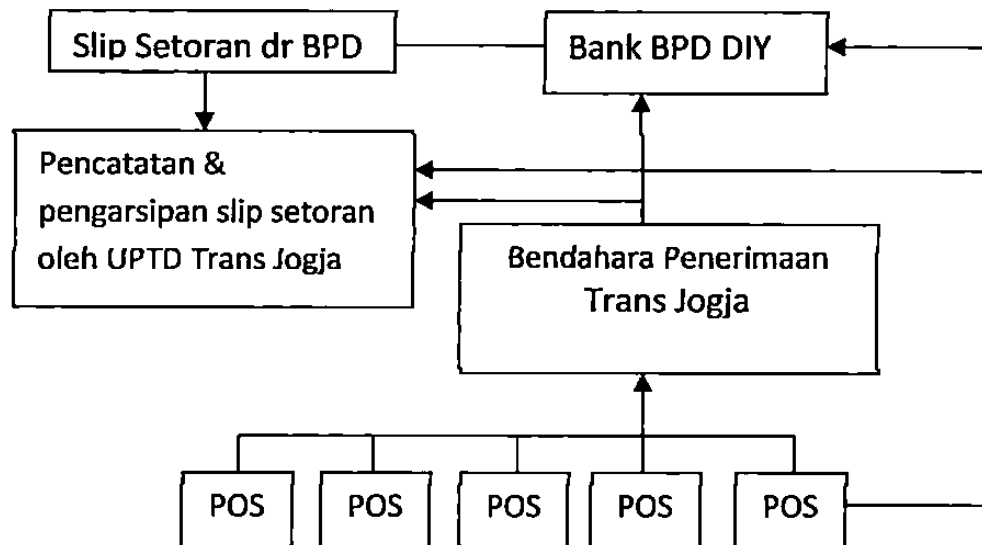 Slip Setoran dr BPD
Bank BPD DIY
Pencatatan &
pengarsipan slip setoran
oleh UPTD Trans Jogja
Bendahara Penerimaan
Trans Jogja
POS
POS
POS
POS
POS